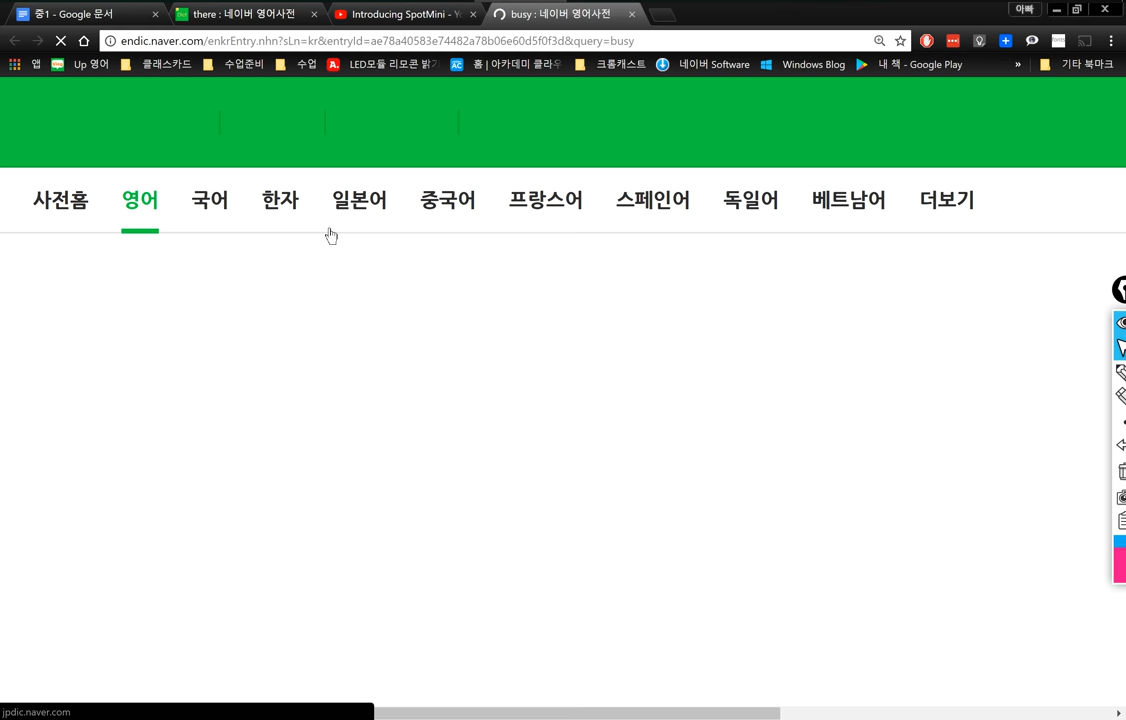 중1 - Google 문서
there : 네이버 영어사전
Introducing SpotMini - Y
busy : 네이버 영어사전
아빠
endic.naver.com/enkrEntry.nhn?sLn=kr&entryId=ae78a40583e74482a78b06e60d5f0f3d&query=busy
앱 Up 영어 클래스카드 수업준비 수업 LED모듈 리모콘 밝기 홈 | 아카데미 클라우 크롬캐스트 네이버 Software Windows Blog 내 책 - Google Play » 기타 북마크
사전홈 영어 국어 한자 일본어 중국어 프랑스어 스페인어 독일어 베트남어 더보기
jpdic.naver.com